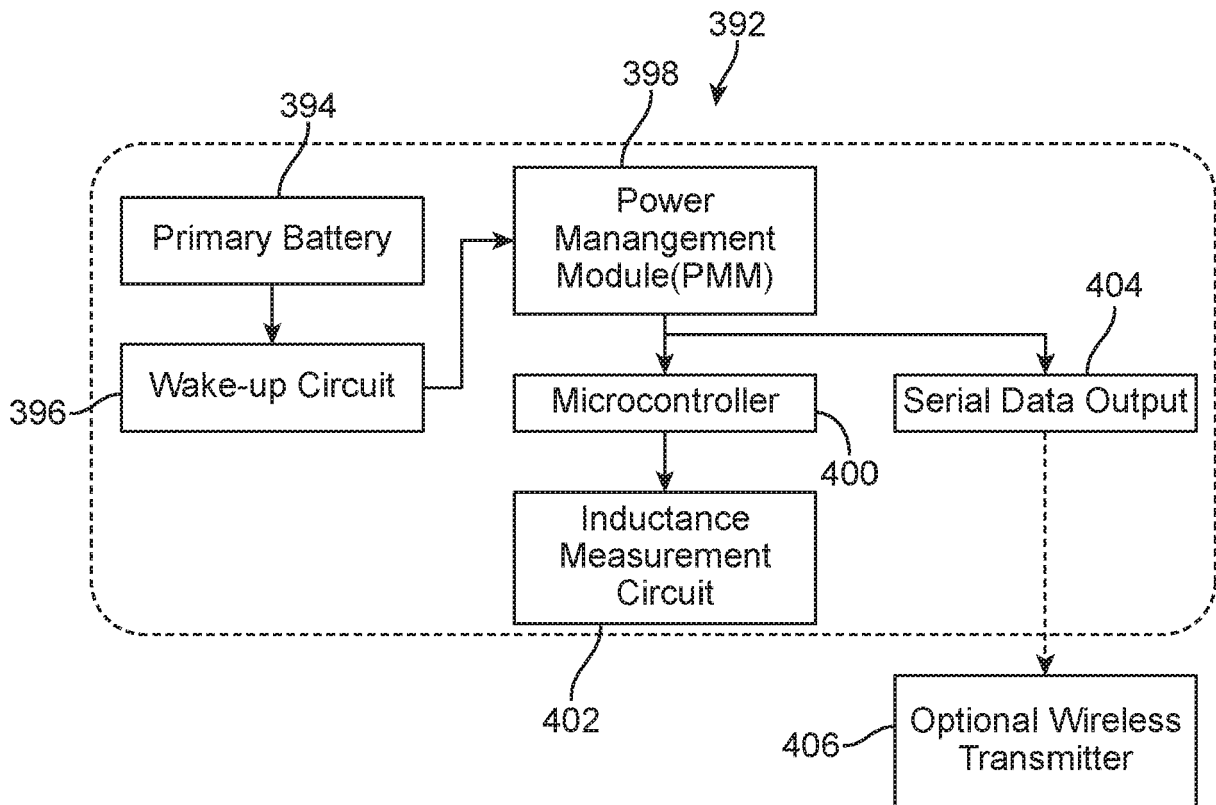 392
398
394
Power
Manangement
Module(PMM)
Primary Battery
404
Wake-up Circuit
396
Microcontroller
Serial Data Output
400
Inductance
Measurement
Circuit
402
Optional Wireless
Transmitter
406